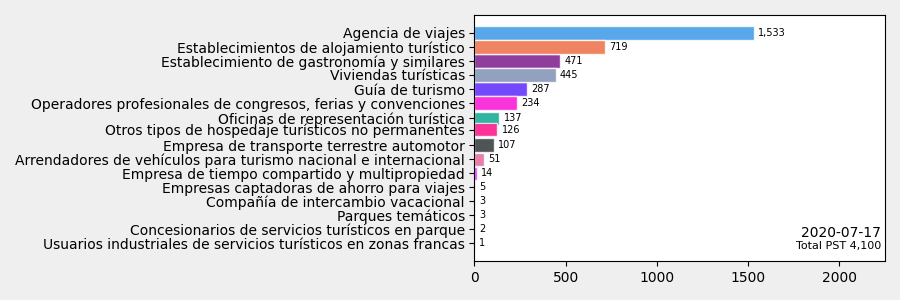 Agencia de viajes 1,533
Establecimientos de alojamiento turístico 719
Establecimiento de gastronomía y similares 471
Viviendas turísticas 445
Guía de turismo 287
Operadores profesionales de congresos, ferias y convenciones 234
Oficinas de representación turística 137
Otros tipos de hospedaje turísticos no permanentes 126
Empresa de transporte terrestre automotor 107
Arrendadores de vehículos para turismo nacional e internacional 51
Empresa de tiempo compartido y multipropiedad 14
Empresas captadoras de ahorro para viajes 5
Compañía de intercambio vacacional 3
Parques temáticos 3
Concesionarios de servicios turísticos en parque 2
Usuarios industriales de servicios turísticos en zonas francas 1
2020-07-17
Total PST 4,100
0 500 1000 1500 2000